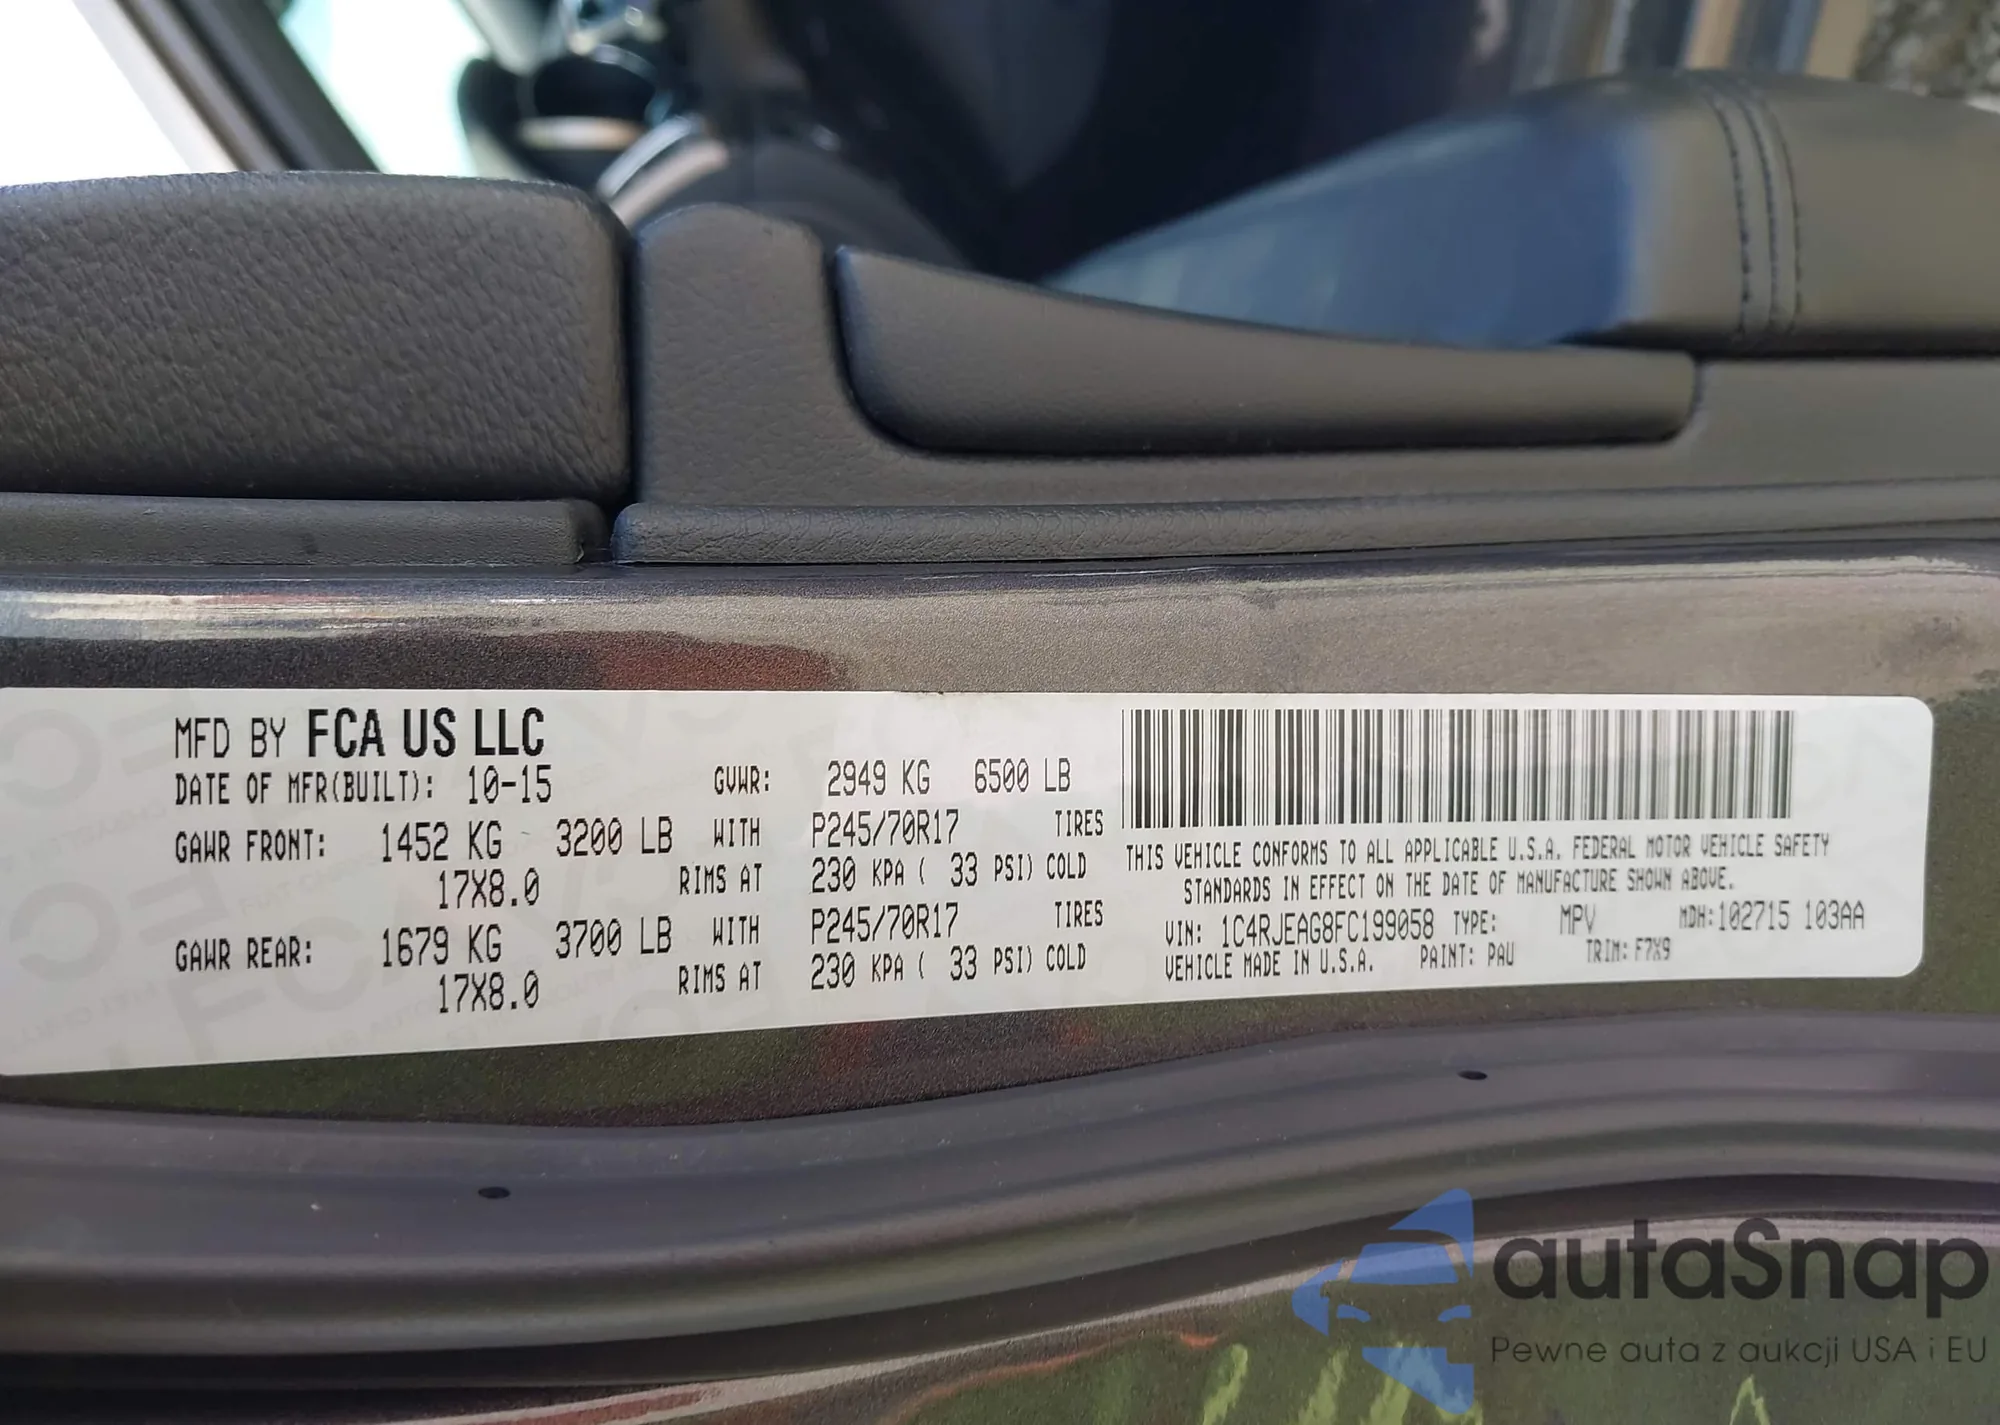 MFD BY FCA US LLC
DATE OF MFR(BUILT): 10-15 GVWR: 2949 KG 6500 LB
GAWR FRONT: 1452 KG 3200 LB WITH P245/70R17 TIRES
17X8.0 RIMS AT 230 KPA ( 33 PSI) COLD
GAWR REAR: 1679 KG 3700 LB WITH P245/70R17 TIRES
17X8.0 RIMS AT 230 KPA ( 33 PSI) COLD
THIS VEHICLE CONFORMS TO ALL APPLICABLE U.S.A. FEDERAL MOTOR VEHICLE SAFETY
STANDARDS IN EFFECT ON THE DATE OF MANUFACTURE SHOWN ABOVE.
VIN: 1C4RJEAG8FC199058 TYPE: MPV MDH:102715 103AA
VEHICLE MADE IN U.S.A. PAINT: PAU TRIM: F7X9
autaSnap
Pewne auta z aukcji USA i EU